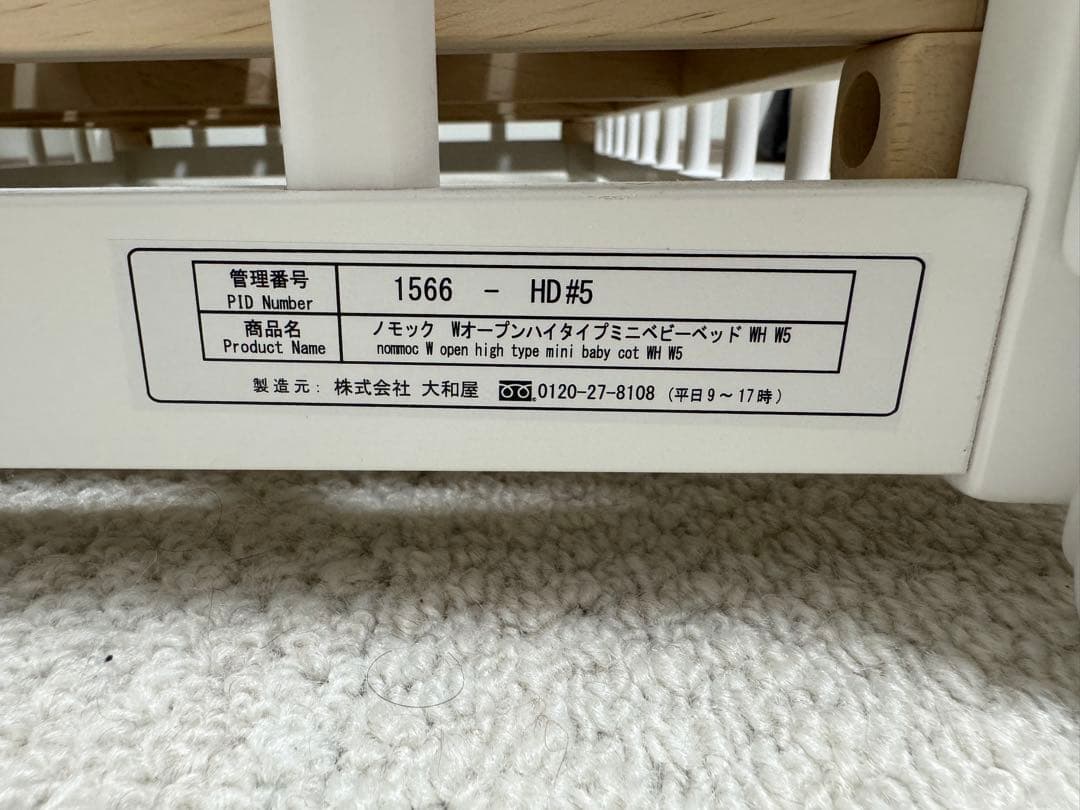 管理番号 1566 - HD#5
PID Number
商品名 ノモック Wオープンハイタイプミニベビーベッド WH W5
Product Name nommoc W open high type mini baby cot WH W5
製造元: 株式会社 大和屋 0120-27-8108 (平日9～17時)